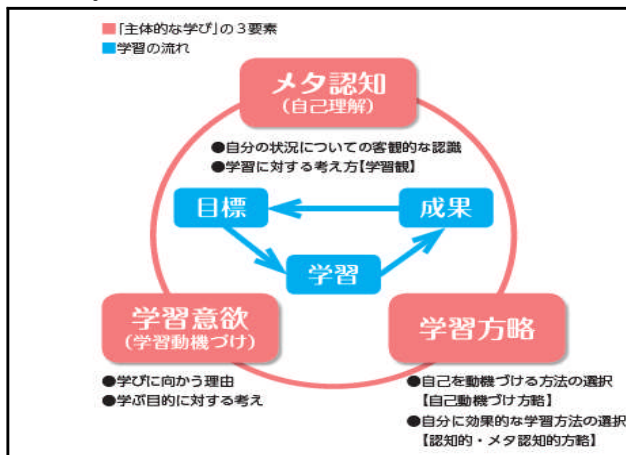 ■「主体的な学び」の3要素
■学習の流れ
メタ認知
(自己理解)
●自分の状況についての客観的な認識
●学習に対する考え方【学習観】
目標
成果
学習
学習意欲
(学習動機づけ)
●学びに向かう理由
●学ぶ目的に対する考え
学習方略
●自己を動機づける方法の選択
【自己動機づけ方略】
●自分に効果的な学習方法の選択
【認知的・メタ認知的方略】